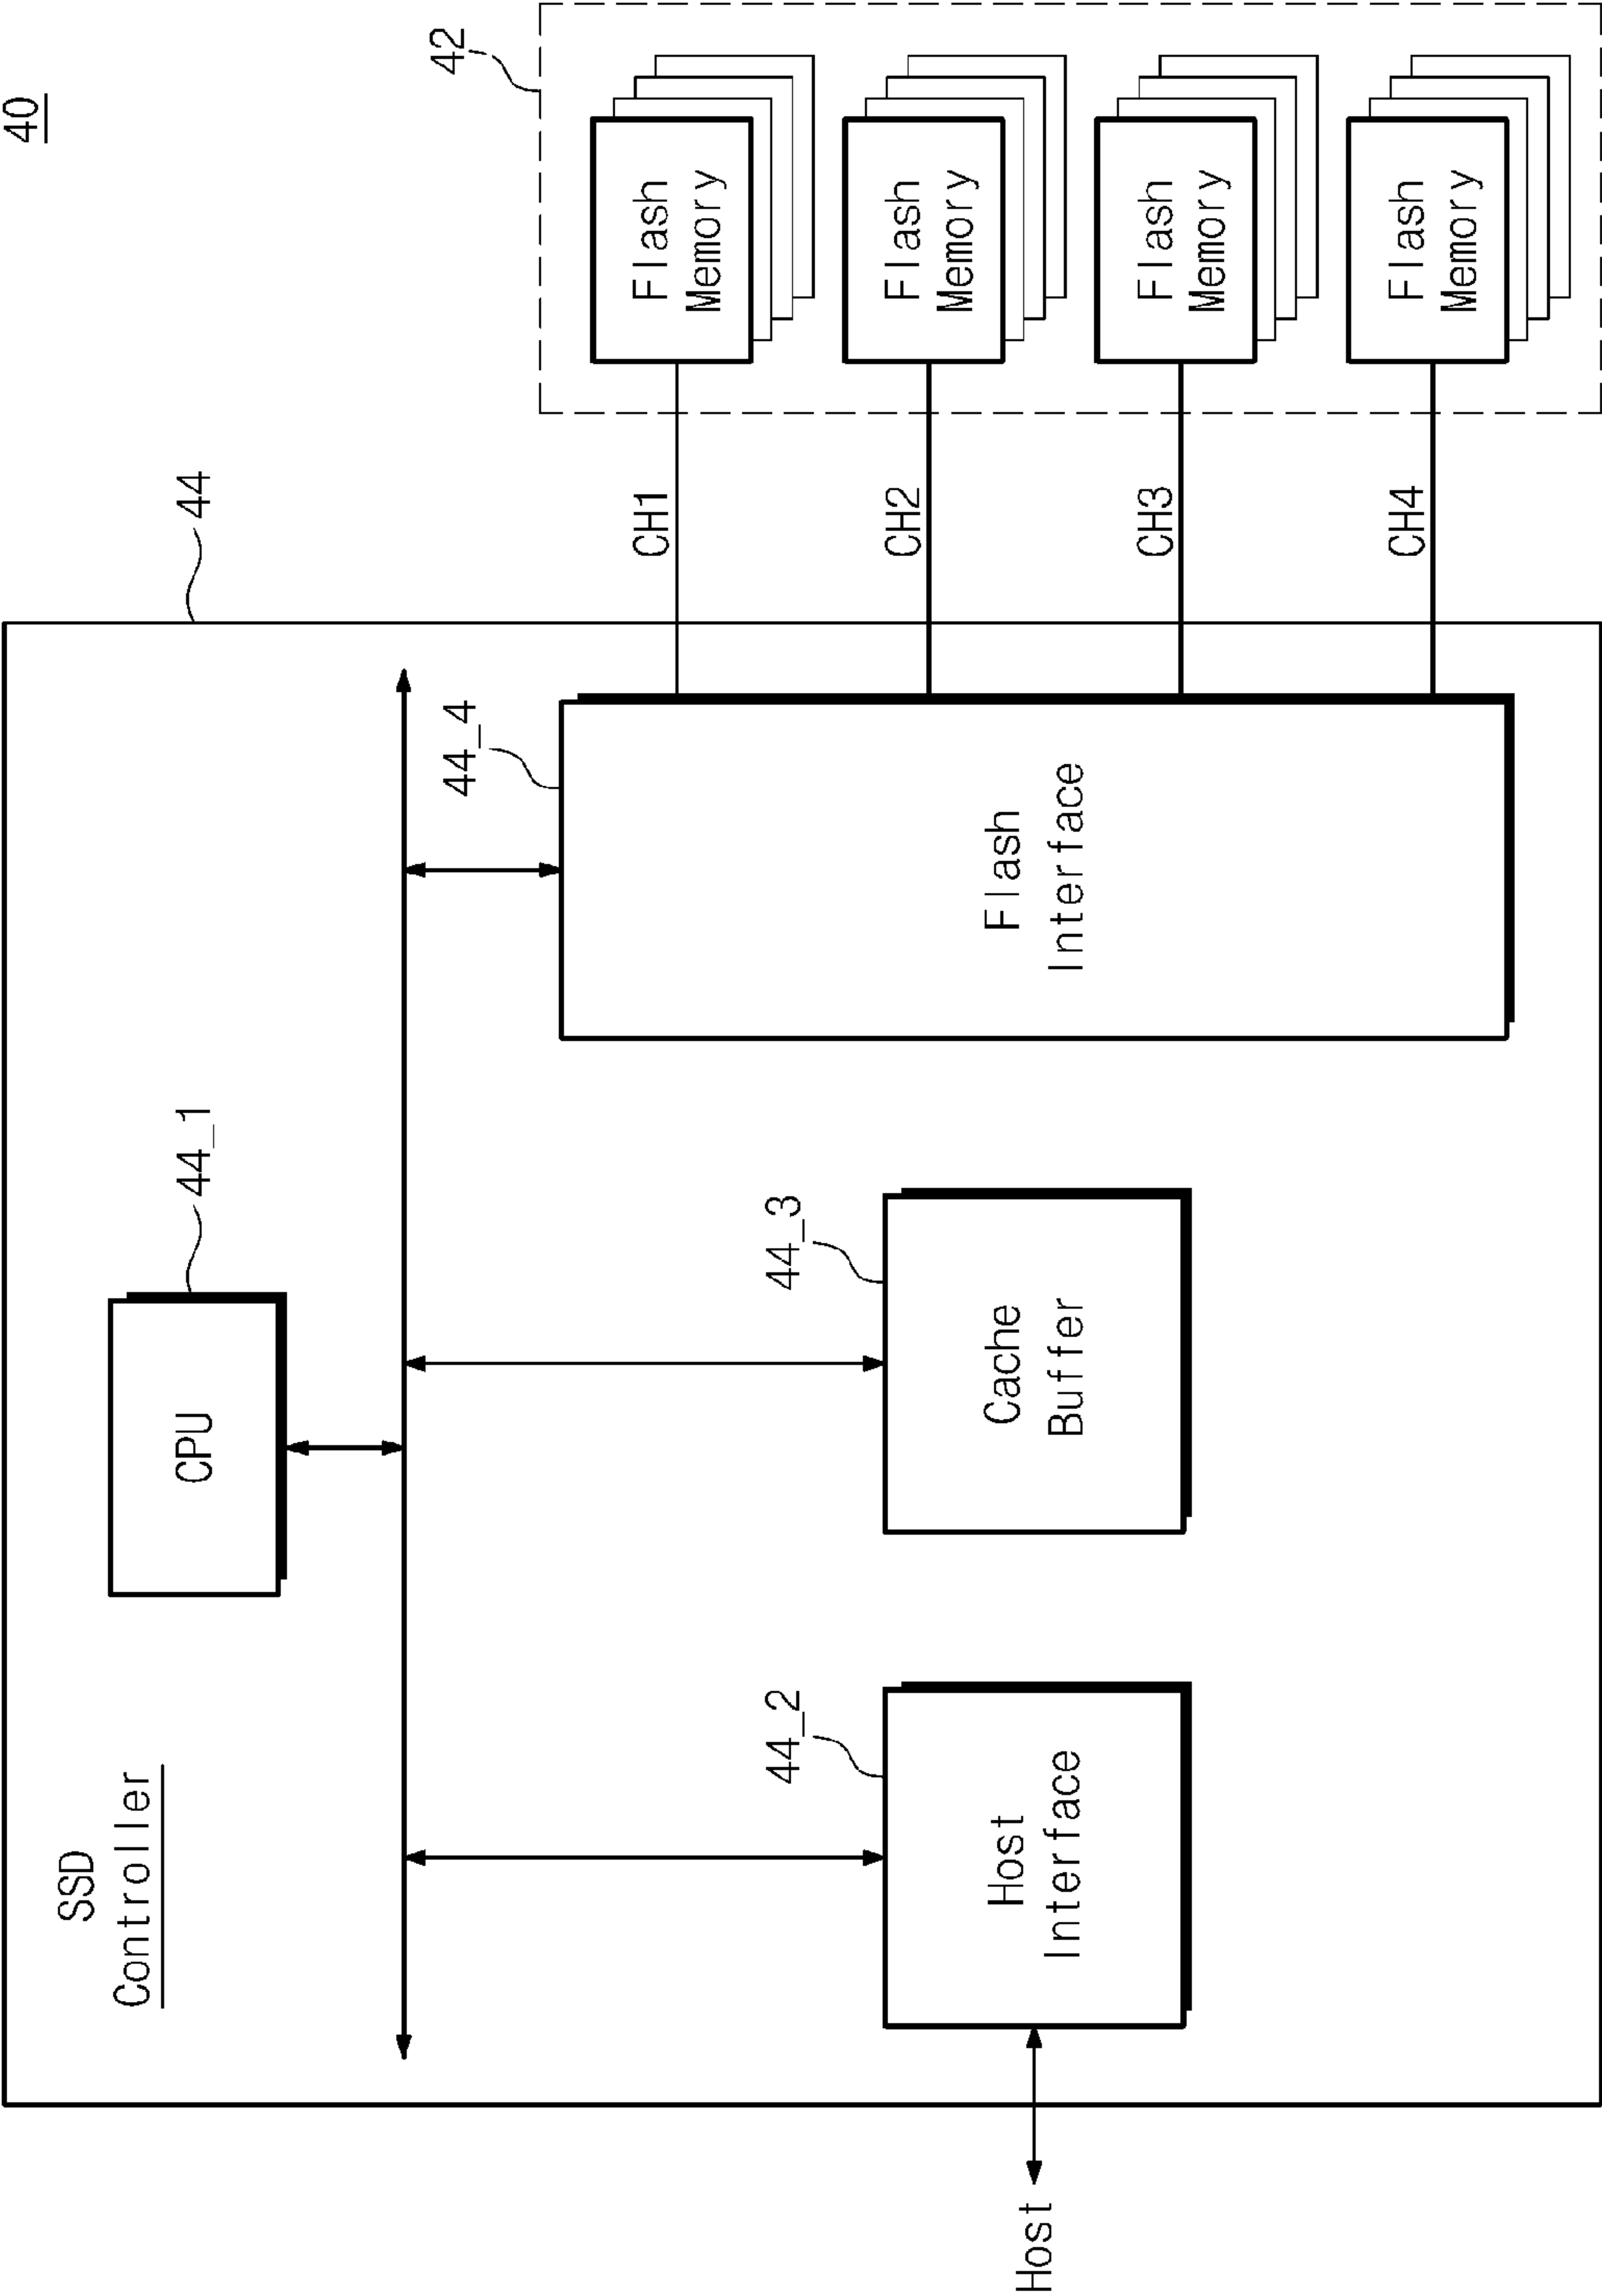 40
SSD
Controller
44
42
CPU
44_1
44_4
CH1
Flash
Memory
44_2
44_3
CH2
Flash
Memory
Host
Host
Interface
Cache
Buffer
Flash
Interface
CH3
Flash
Memory
CH4
Flash
Memory